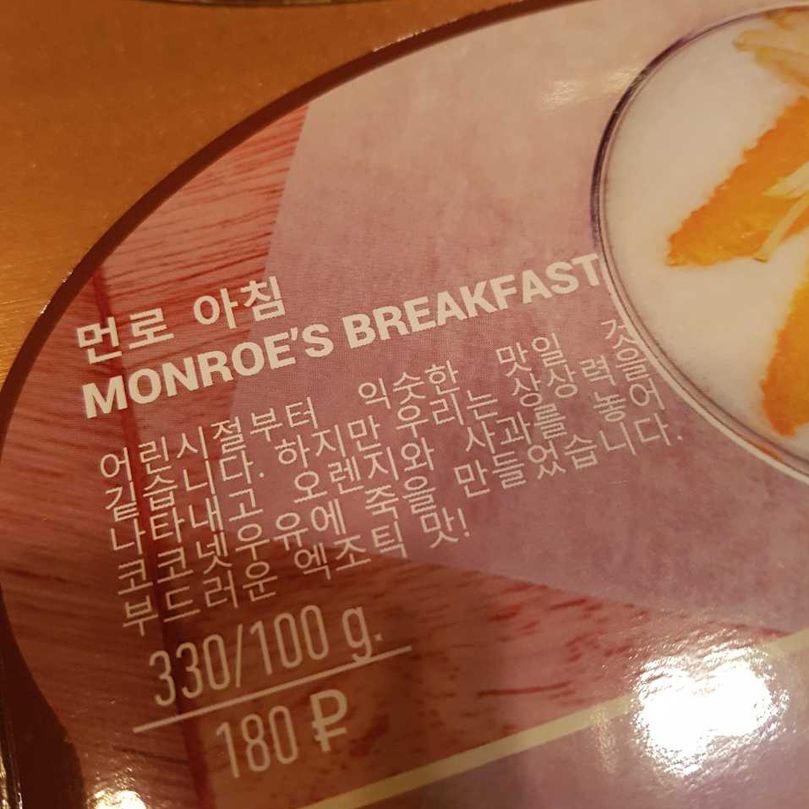 먼로 아침
MONROE'S BREAKFAST
어린시절부터 익숫한 맛일 것
깉습니다. 하지만 우리는 상상력을
나타내고 오렌지와 사과를 놓어
코코넷우유에 죽을 만들었습니다.
부드러운 엑조틱 맛!
330/100 g.
180 ₽